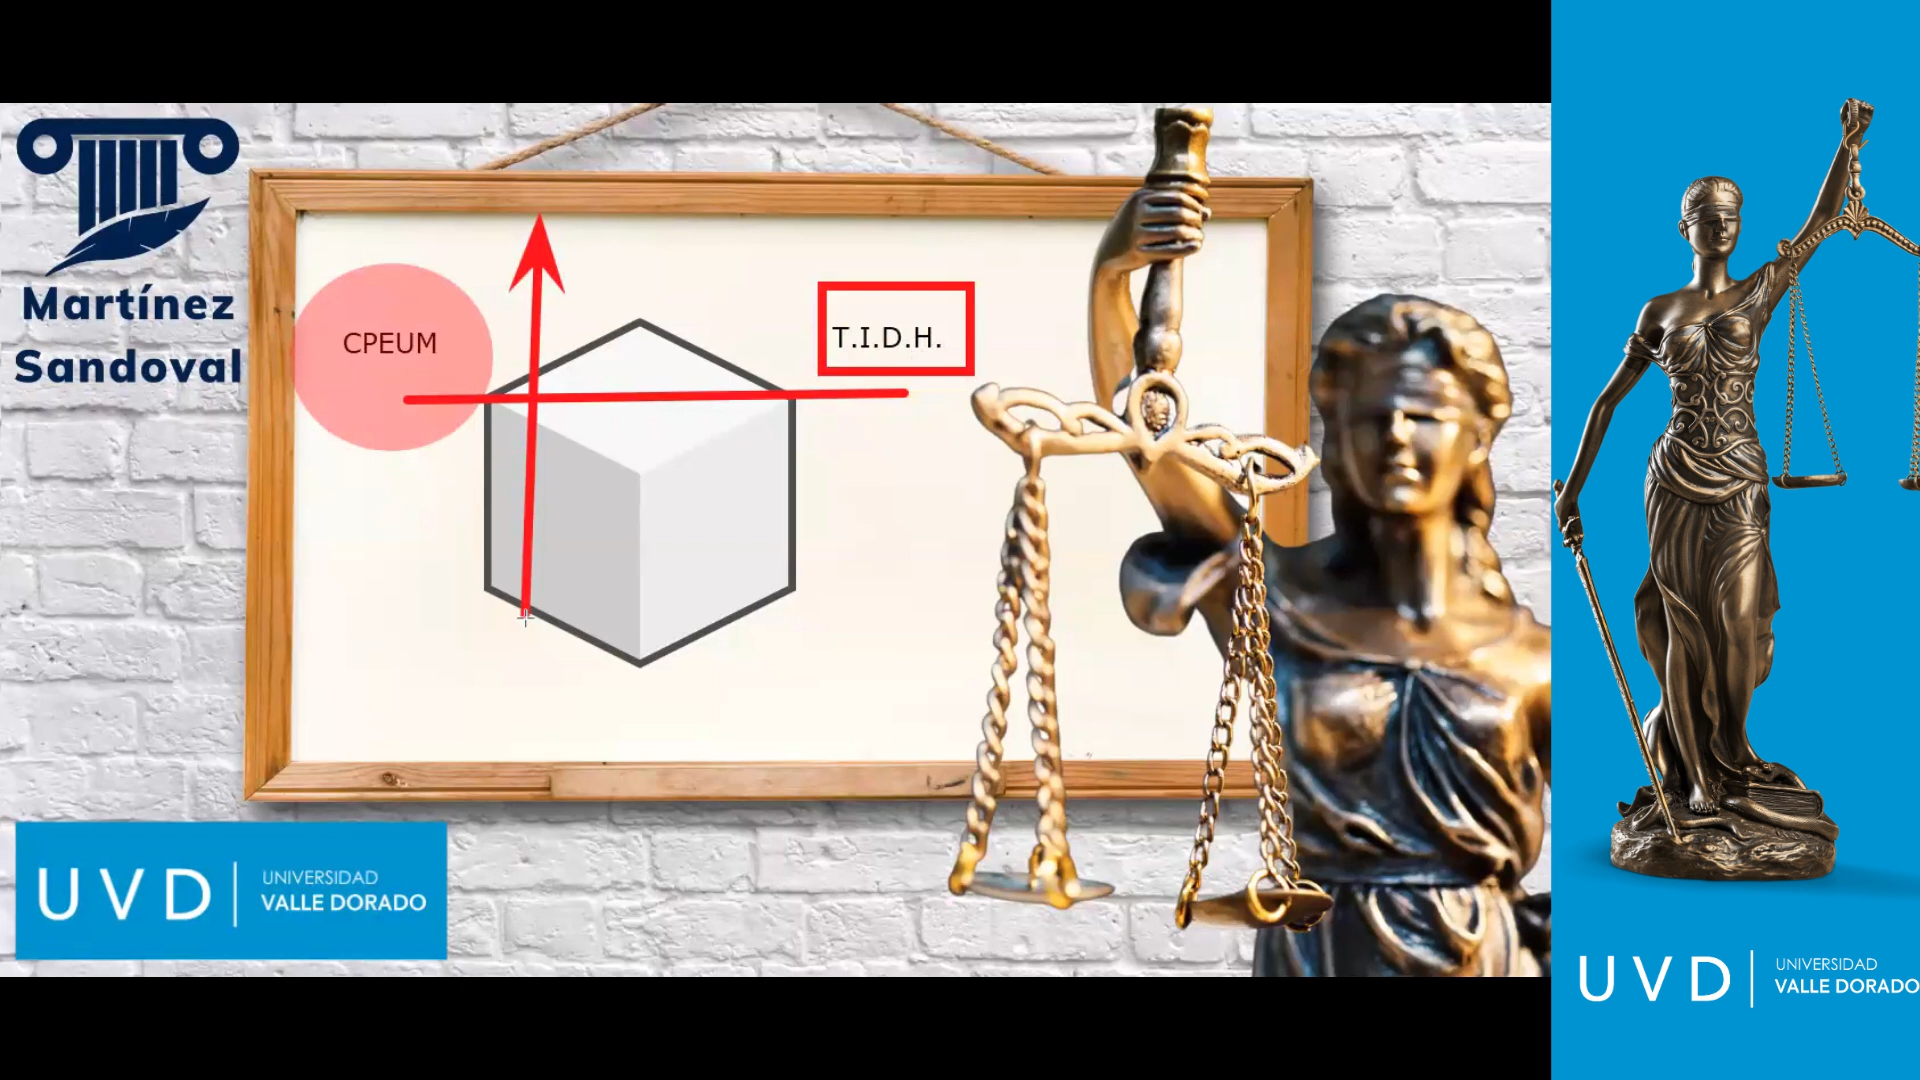 Martínez
Sandoval
CPEUM
T.I.D.H.
UVD
UNIVERSIDAD
VALLE DORADO
UVD
UNIVERSIDAD
VALLE DORADO